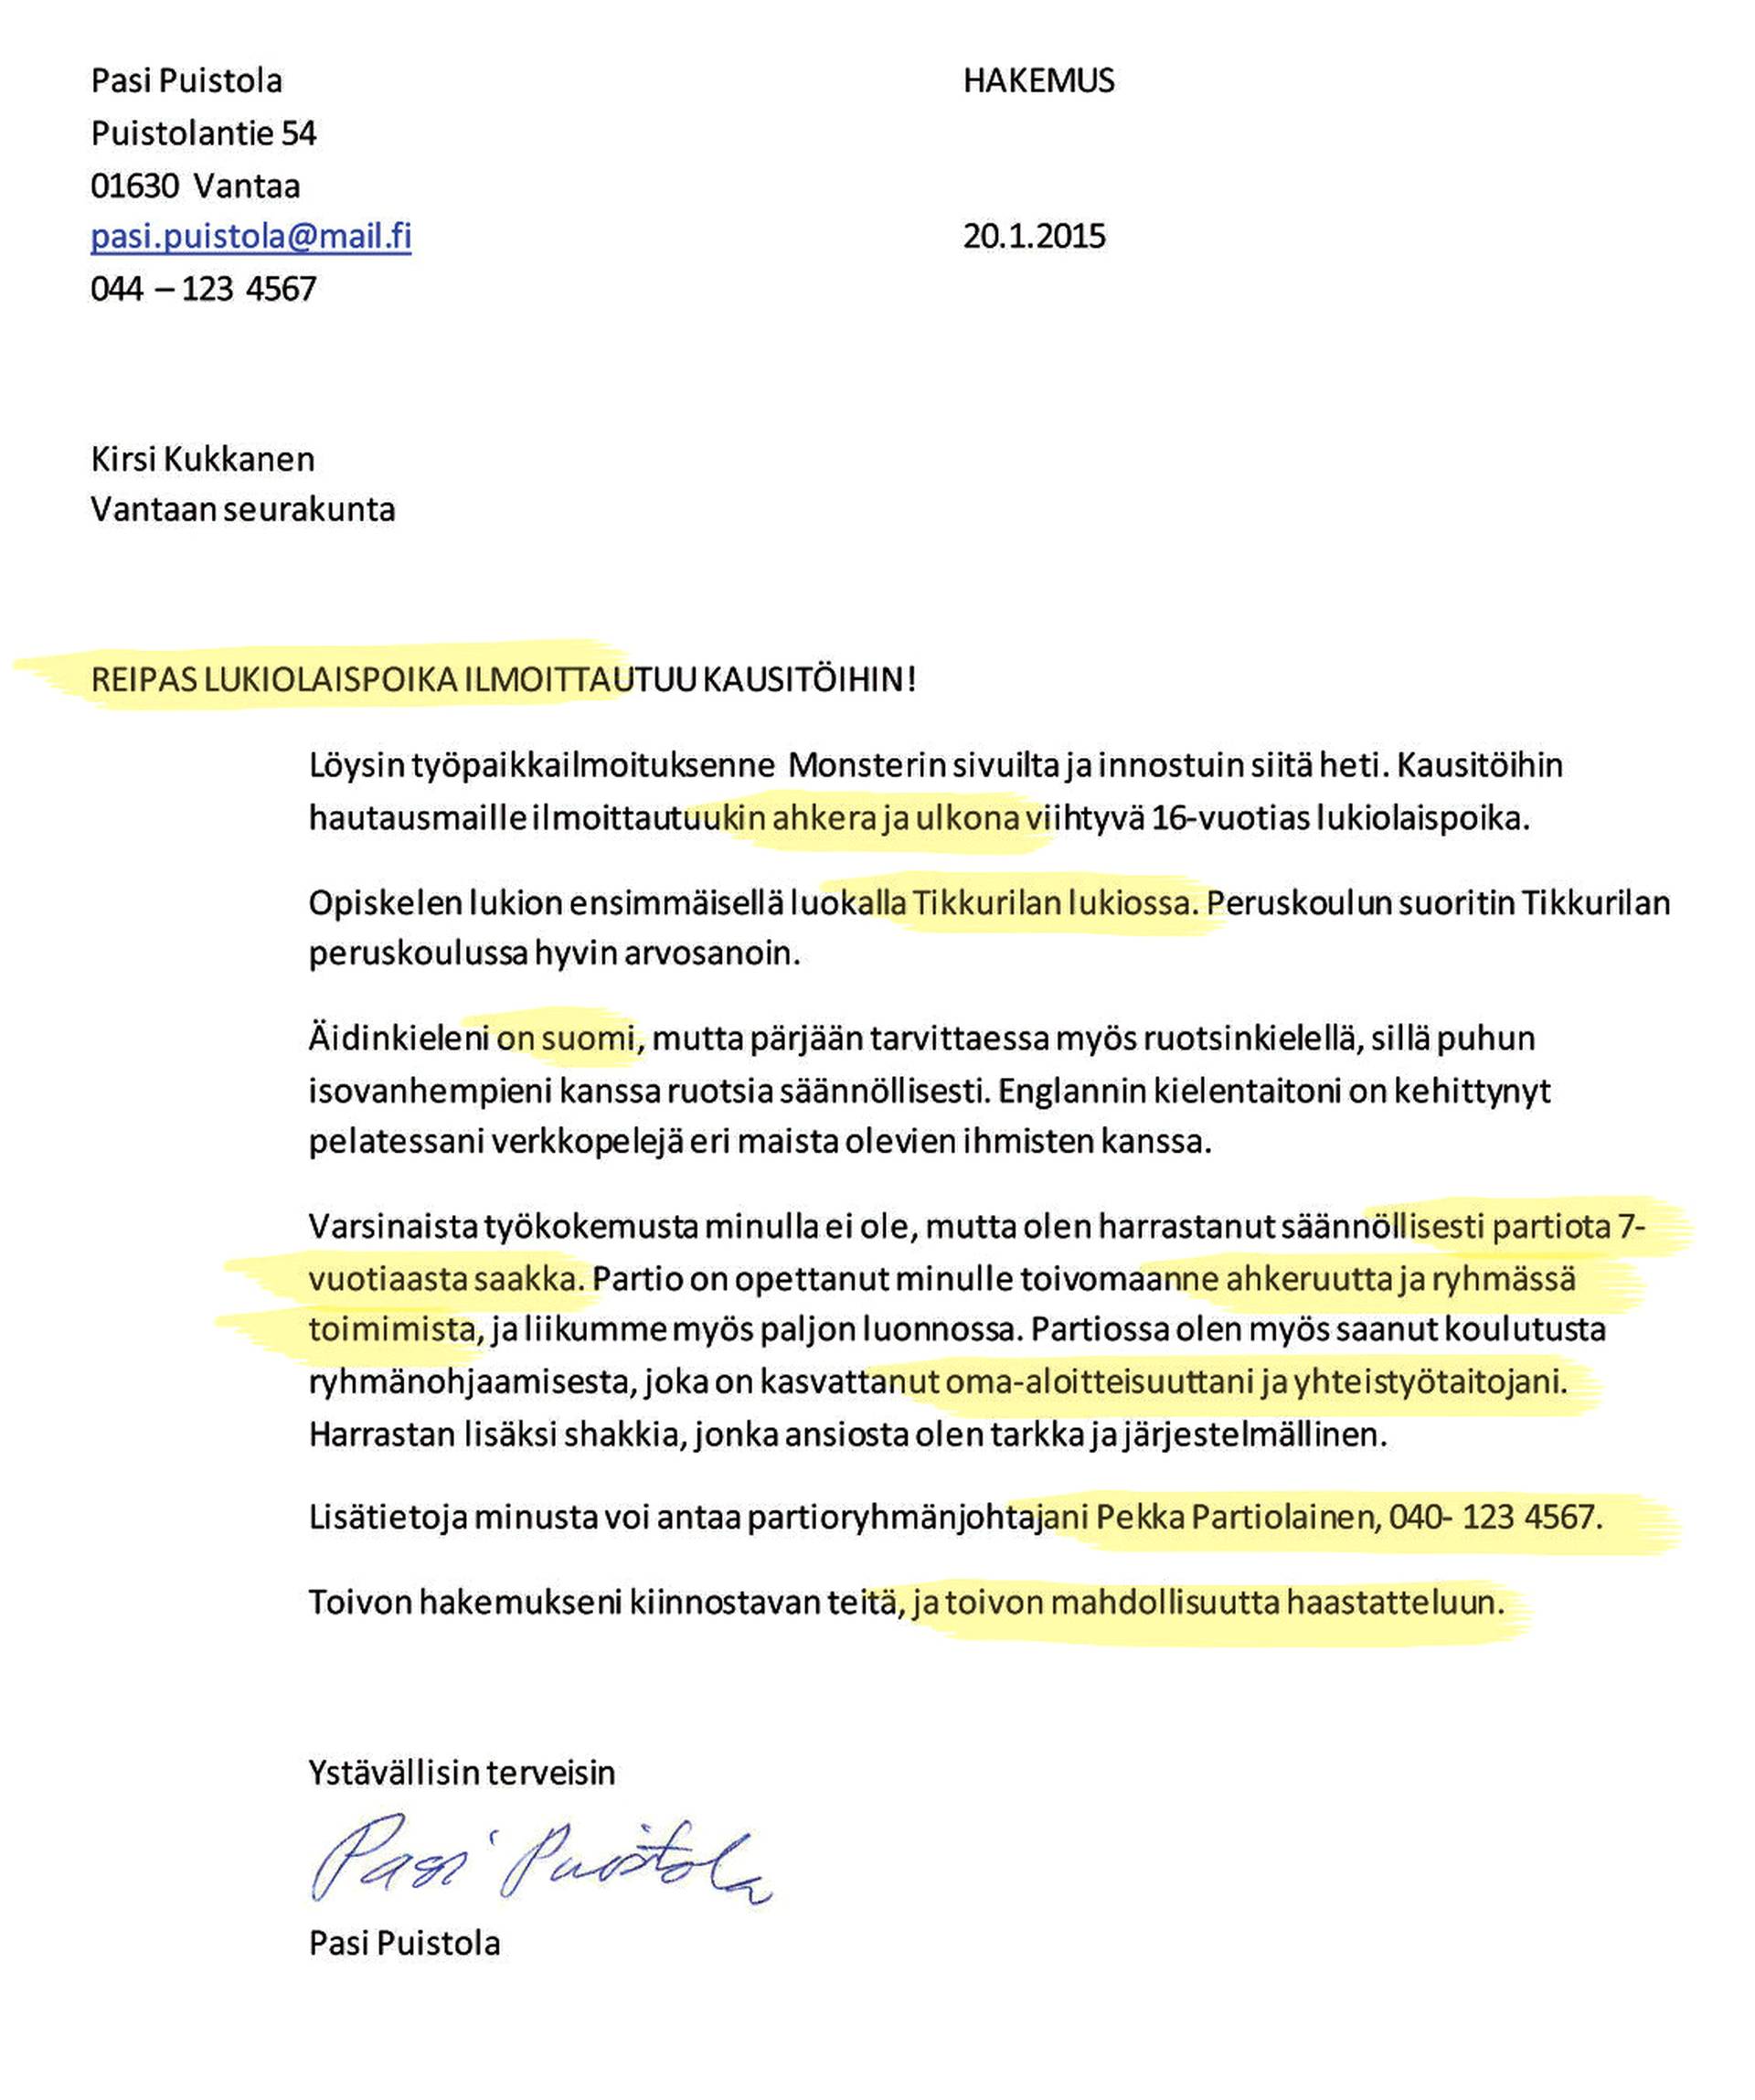 Pasi Puistola
HAKEMUS
Puistolantie 54
01630 Vantaa
pasi.puistola@mail.fi
20.1.2015
044 – 123 4567
Kirsi Kukkanen
Vantaan seurakunta
REIPAS LUKIOLAISPOIKA ILMOITTAUTUU KAUSITÖIHIN!
Löysin työpaikkailmoituksenne Monsterin sivuilta ja innostuin siitä heti. Kausitöihin
hautausmaille ilmoittautuukin ahkera ja ulkona viihtyvä 16-vuotias lukiolaispoika.
Opiskelen lukion ensimmäisellä luokalla Tikkurilan lukiossa. Peruskoulun suoritin Tikkurilan
peruskoulussa hyvin arvosanoin.
Äidinkieleni on suomi, mutta pärjään tarvittaessa myös ruotsinkielellä, sillä puhun
isovanhempieni kanssa ruotsia säännöllisesti. Englannin kielentaitoni on kehittynyt
pelatessani verkkopelejä eri maista olevien ihmisten kanssa.
Varsinaista työkokemusta minulla ei ole, mutta olen harrastanut säännöllisesti partiota 7-
vuotiaasta saakka. Partio on opettanut minulle toivomaanne ahkeruutta ja ryhmässä
toimimista, ja liikumme myös paljon luonnossa. Partiossa olen myös saanut koulutusta
ryhmänohjaamisesta, joka on kasvattanut oma-aloitteisuuttani ja yhteistyötaitojani.
Harrastan lisäksi shakkia, jonka ansiosta olen tarkka ja järjestelmällinen.
Lisätietoja minusta voi antaa partioryhmänjohtajani Pekka Partiolainen, 040- 123 4567.
Toivon hakemukseni kiinnostavan teitä, ja toivon mahdollisuutta haastatteluun.
Ystävällisin terveisin
Pasi Puistola
Pasi Puistola